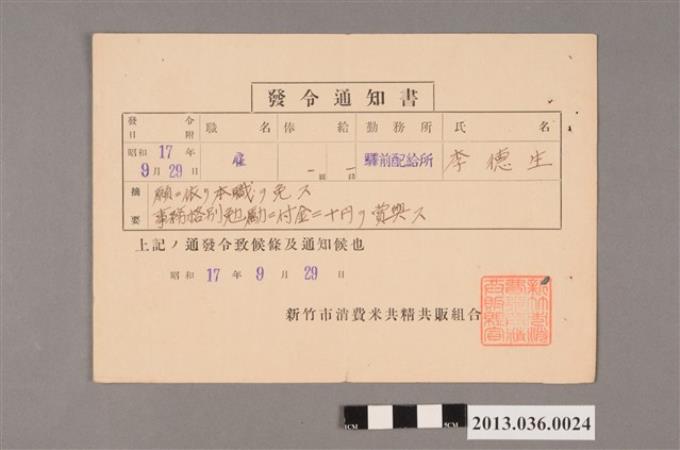 發令通知書
發令日附 職名 俸給 勤務所 氏名
昭和17年9月29日 雇 驛前配給所 李德生
摘要
願ニ依リ本職ヲ免ス
事務格別勉勵ニ付金二十円ヲ賞與ス
上記ノ通發令致候條及通知候也
昭和17年9月29日
新竹市消費米共精共販組合
CM
5CM
2013.036.0024